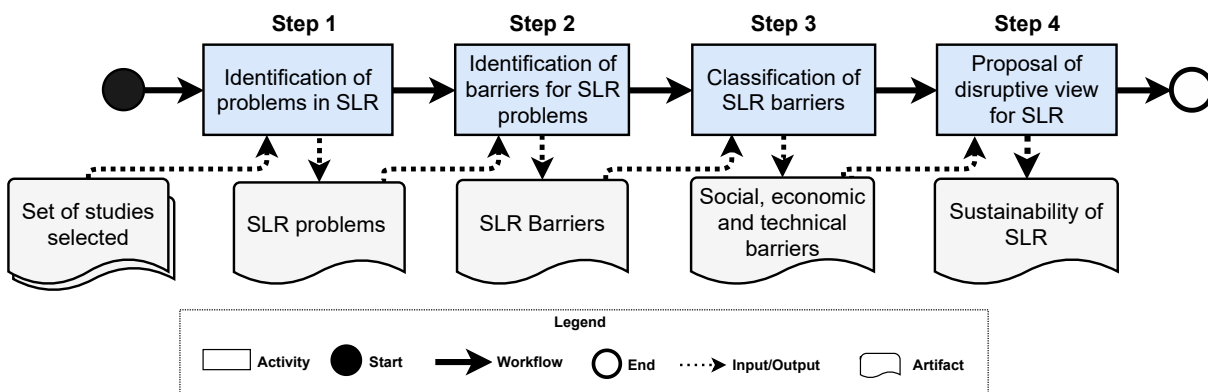 Step 1
Step 2
Step 3
Step 4
Identification of
problems in SLR
Identification of
barriers for SLR
problems
Classification of
SLR barriers
Proposal of
disruptive view
for SLR
Set of studies
selected
SLR problems
SLR Barriers
Social, economic
and technical
barriers
Sustainability of
SLR
Legend
Activity
Start
Workflow
End
Input/Output
Artifact